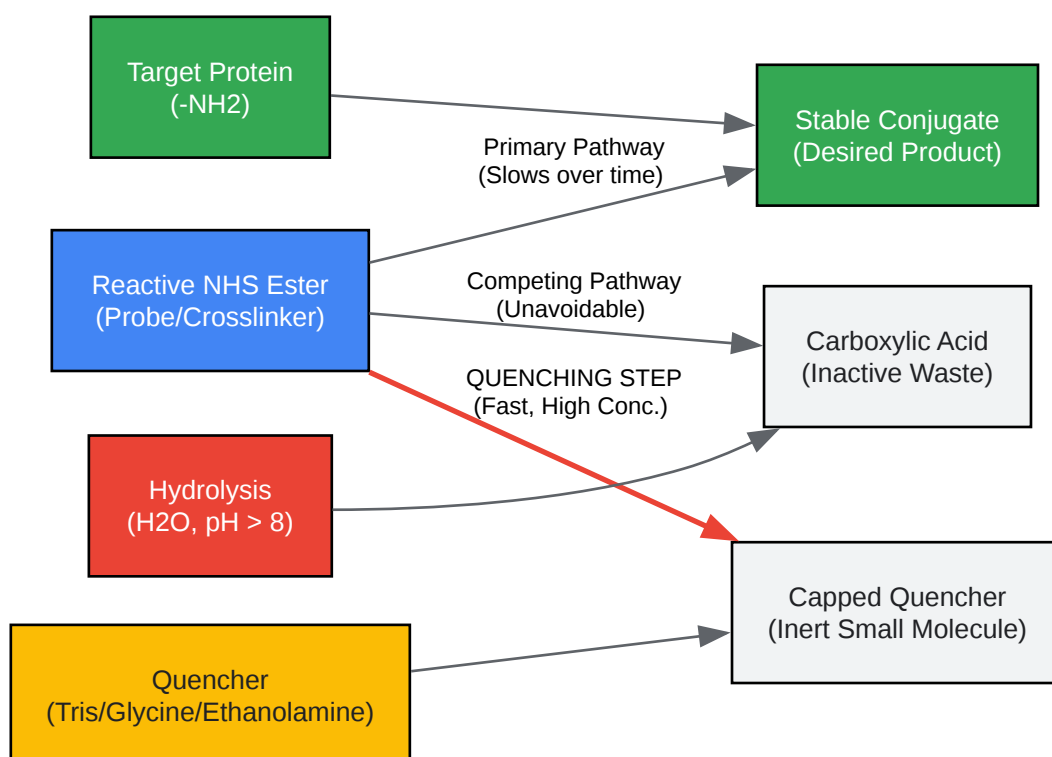 Target Protein
(-NH2)
Stable Conjugate
(Desired Product)
Primary Pathway
(Slows over time)
Reactive NHS Ester
(Probe/Crosslinker)
Competing Pathway
(Unavoidable)
Carboxylic Acid
(Inactive Waste)
QUENCHING STEP
(Fast, High Conc.)
Hydrolysis
(H2O, pH > 8)
Capped Quencher
(Inert Small Molecule)
Quencher
(Tris/Glycine/Ethanolamine)